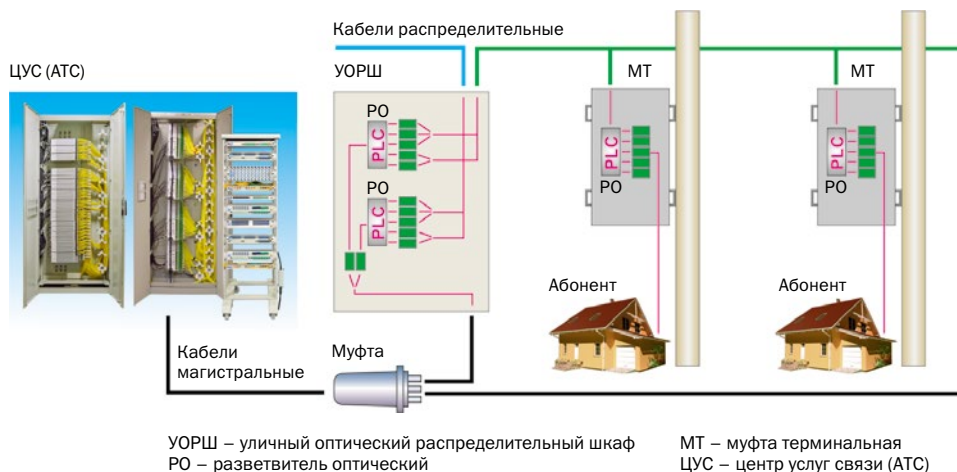 Кабели распределительные
ЦУС (АТС)
УОРШ
МТ
МТ
РО
PLC
РО
PLC
PLC
РО
PLC
РО
Абонент
Абонент
Кабели
магистральные
Муфта
УОРШ – уличный оптический распределительный шкаф
РО – разветвитель оптический
МТ – муфта терминальная
ЦУС – центр услуг связи (АТС)